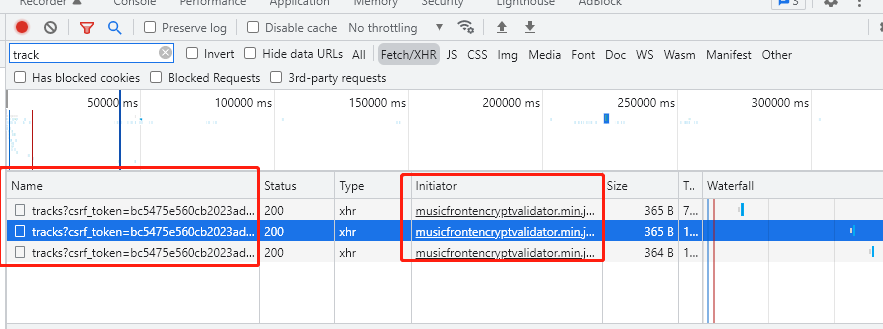 Recorder Console Performance Application Memory Security Lighthouse AdBlock 3
Preserve log Disable cache No throttling
track Invert Hide data URLs All Fetch/XHR JS CSS Img Media Font Doc WS Wasm Manifest Other
Has blocked cookies Blocked Requests 3rd-party requests
50000 ms 100000 ms 150000 ms 200000 ms 250000 ms 300000 ms
Name Status Type Initiator Size T.. Waterfall
tracks?csrf_token=bc5475e560cb2023ad... 200 xhr musicfrontencryptvalidator.min.j... 365 B 7...
tracks?csrf_token=bc5475e560cb2023ad... 200 xhr musicfrontencryptvalidator.min.j... 365 B 1...
tracks?csrf_token=bc5475e560cb2023ad... 200 xhr musicfrontencryptvalidator.min.j... 364 B 1...